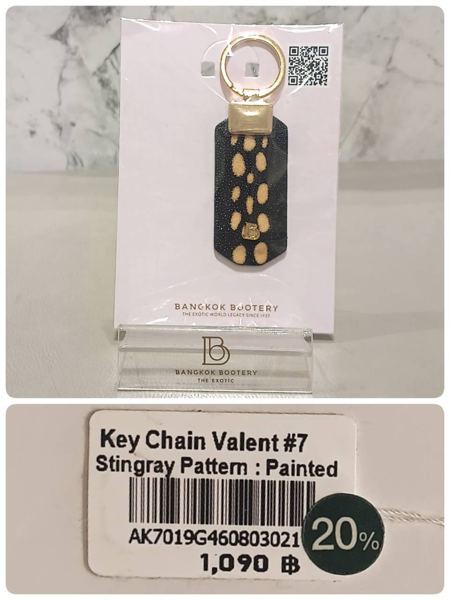 BANGKOK BOOTERY
THE EXOTIC WORLD LEGACY SINCE 1937
B
BANGKOK BOOTERY
THE EXOTIC
Key Chain Valent #7
Stingray Pattern : Painted
AK7019G460803021
1,090 ฿
20%